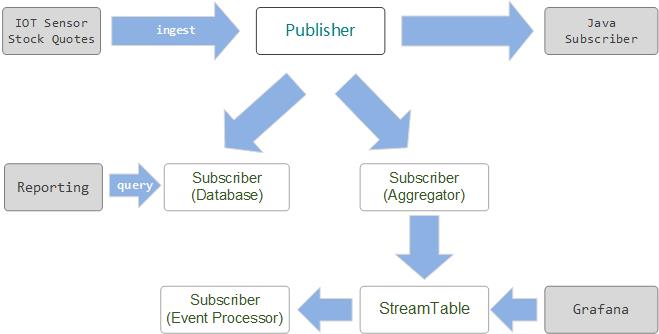 IOT Sensor
Stock Quotes
ingest
Publisher
Java
Subscriber
Reporting
query
Subscriber
(Database)
Subscriber
(Aggregator)
Subscriber
(Event Processor)
StreamTable
Grafana